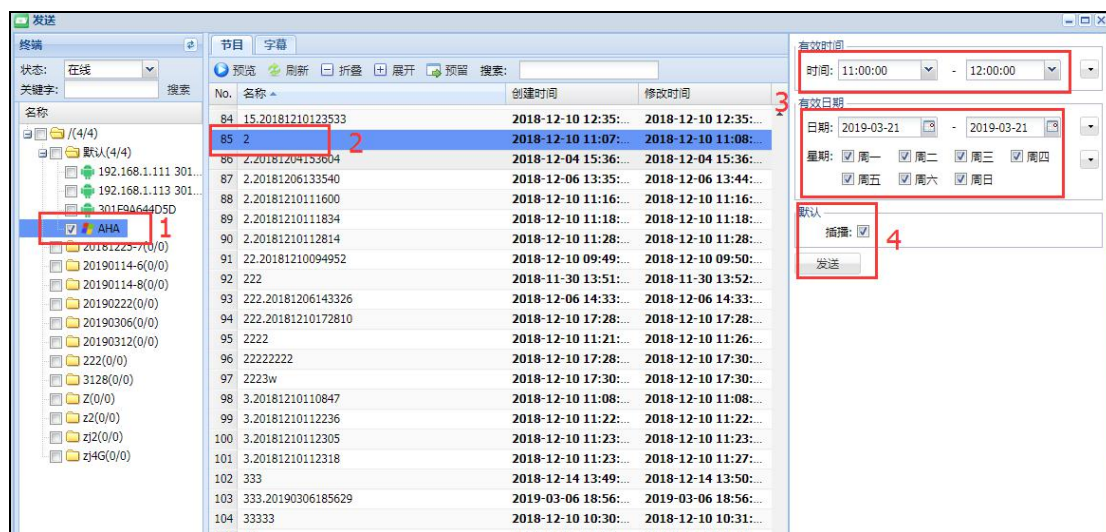 发送
终端
状态: 在线
关键字: 搜索
名称
/(4/4)
默认(4/4)
192.168.1.111 301...
192.168.1.113 301...
301F9A644D5D
AHA
1
20181225-7(0/0)
20190114-6(0/0)
20190114-8(0/0)
20190222(0/0)
20190306(0/0)
20190312(0/0)
222(0/0)
3128(0/0)
Z(0/0)
z2(0/0)
zj2(0/0)
zj4G(0/0)
节目 字幕
预览 刷新 折叠 展开 预留 搜索:
No. 名称 创建时间 修改时间
84 15.20181210123533 2018-12-10 12:35:... 2018-12-10 12:35:...
85 2 2018-12-10 11:07:... 2018-12-10 11:08:...
2
86 2.20181204153604 2018-12-04 15:36:... 2018-12-04 15:36:...
87 2.20181206133540 2018-12-06 13:35:... 2018-12-06 13:44:...
88 2.20181210111600 2018-12-10 11:16:... 2018-12-10 11:16:...
89 2.20181210111834 2018-12-10 11:18:... 2018-12-10 11:18:...
90 2.20181210112814 2018-12-10 11:28:... 2018-12-10 11:28:...
91 22.20181210094952 2018-12-10 09:49:... 2018-12-10 09:50:...
92 222 2018-11-30 13:51:... 2018-11-30 13:52:...
93 222.20181206143326 2018-12-06 14:33:... 2018-12-06 14:33:...
94 222.20181210172810 2018-12-10 17:28:... 2018-12-10 17:28:...
95 2222 2018-12-10 11:21:... 2018-12-10 11:26:...
96 22222222 2018-12-10 17:28:... 2018-12-10 17:30:...
97 2223w 2018-12-10 17:30:... 2018-12-10 17:30:...
98 3.20181210110847 2018-12-10 11:08:... 2018-12-10 11:08:...
99 3.20181210112236 2018-12-10 11:22:... 2018-12-10 11:22:...
100 3.20181210112305 2018-12-10 11:23:... 2018-12-10 11:23:...
101 3.20181210112318 2018-12-10 11:23:... 2018-12-10 11:27:...
102 333 2018-12-14 13:49:... 2018-12-14 13:50:...
103 333.20190306185629 2019-03-06 18:56:... 2019-03-06 18:56:...
104 33333 2018-12-10 10:30:... 2018-12-10 10:31:...
3
有效时间
时间: 11:00:00 - 12:00:00
有效日期
日期: 2019-03-21 - 2019-03-21
星期: 周一 周二 周三 周四
周五 周六 周日
默认
插播:
4
发送